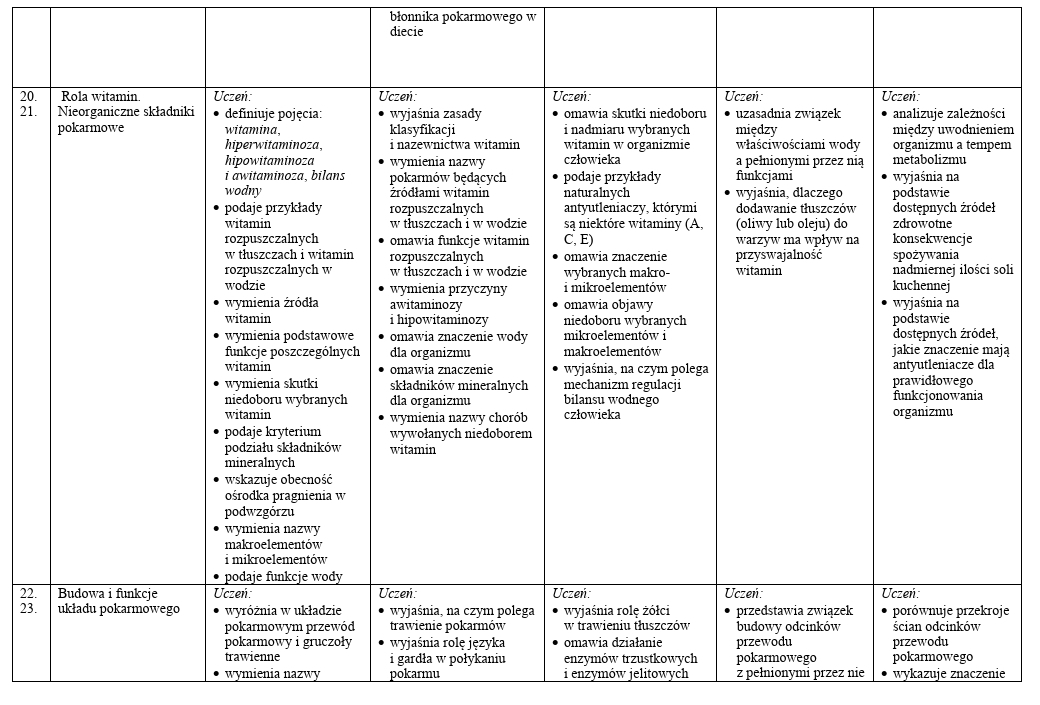 błonnika pokarmowego w
diecie
20.
21.
Rola witamin.
Nieorganiczne składniki
pokarmowe
Uczeń:
• definiuje pojęcia:
witamina,
hiperwitaminoza,
hipowitaminoza
i awitaminoza, bilans
wodny
• podaje przykłady
witamin
rozpuszczalnych
w tłuszczach i witamin
rozpuszczalnych w
wodzie
• wymienia źródła
witamin
• wymienia podstawowe
funkcje poszczególnych
witamin
• wymienia skutki
niedoboru wybranych
witamin
• podaje kryterium
podziału składników
mineralnych
• wskazuje obecność
ośrodka pragnienia w
podwzgórzu
• wymienia nazwy
makroelementów
i mikroelementów
• podaje funkcje wody
Uczeń:
• wyjaśnia zasady
klasyfikacji
i nazewnictwa witamin
• wymienia nazwy
pokarmów będących
źródłami witamin
rozpuszczalnych
w tłuszczach i w wodzie
• omawia funkcje witamin
rozpuszczalnych
w tłuszczach i w wodzie
• wymienia przyczyny
awitaminozy
i hipowitaminozy
• omawia znaczenie wody
dla organizmu
• omawia znaczenie
składników mineralnych
dla organizmu
• wymienia nazwy chorób
wywołanych niedoborem
witamin
Uczeń:
• omawia skutki niedoboru
i nadmiaru wybranych
witamin w organizmie
człowieka
• podaje przykłady
naturalnych
antyutleniaczy, którymi
są niektóre witaminy (A,
C, E)
• omawia znaczenie
wybranych makro-
i mikroelementów
• omawia objawy
niedoboru wybranych
mikroelementów i
makroelementów
• wyjaśnia, na czym polega
mechanizm regulacji
bilansu wodnego
człowieka
Uczeń:
• uzasadnia związek
między
właściwościami wody
a pełnionymi przez nią
funkcjami
• wyjaśnia, dlaczego
dodawanie tłuszczów
(oliwy lub oleju) do
warzyw ma wpływ na
przyswajalność
witamin
Uczeń:
• analizuje zależności
między uwodnieniem
organizmu a tempem
metabolizmu
• wyjaśnia na
podstawie
dostępnych źródeł
zdrowotne
konsekwencje
spożywania
nadmiernej ilości soli
kuchennej
• wyjaśnia na
podstawie
dostępnych źródeł,
jakie znaczenie mają
antyutleniacze dla
prawidłowego
funkcjonowania
organizmu
22.
23.
Budowa i funkcje
układu pokarmowego
Uczeń:
• wyróżnia w układzie
pokarmowym przewód
pokarmowy i gruczoły
trawienne
• wymienia nazwy
Uczeń:
• wyjaśnia, na czym polega
trawienie pokarmów
• wyjaśnia rolę języka
i gardła w połykaniu
pokarmu
Uczeń:
• wyjaśnia rolę żółci
w trawieniu tłuszczów
• omawia działanie
enzymów trzustkowych
i enzymów jelitowych
Uczeń:
• przedstawia związek
budowy odcinków
przewodu
pokarmowego
z pełnionymi przez nie
Uczeń:
• porównuje przekroje
ścian odcinków
przewodu
pokarmowego
• wykazuje znaczenie